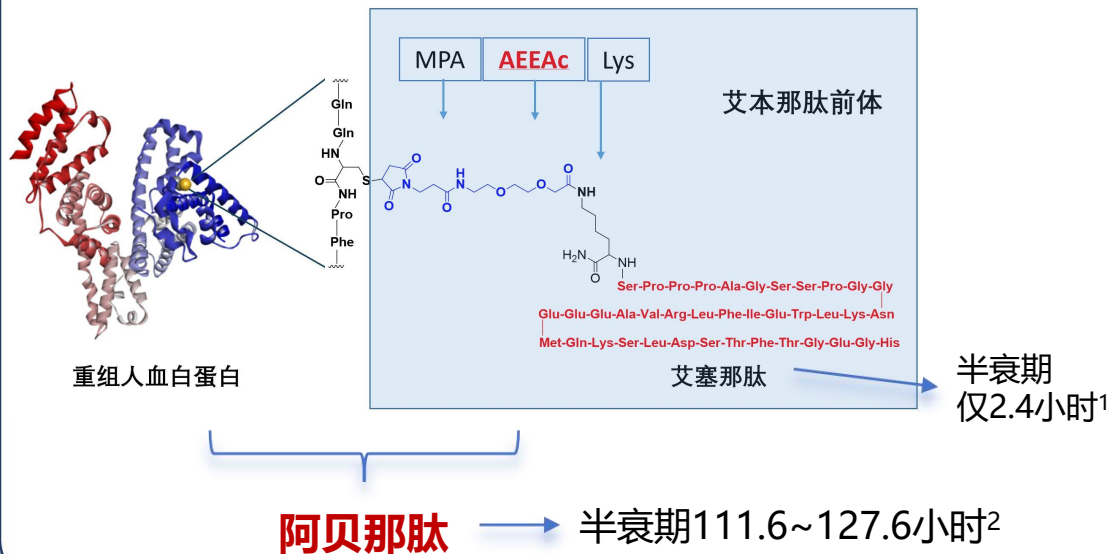 MPA AEEAc Lys
艾本那肽前体
Gln
Gln
HN
O
NH
Pro
Phe
S
O
N
O
O
H
N
O
O
O
NH
H₂N
O
NH
Ser-Pro-Pro-Pro-Ala-Gly-Ser-Ser-Pro-Gly-Gly
Glu-Glu-Glu-Ala-Val-Arg-Leu-Phe-Ile-Glu-Trp-Leu-Lys-Asn
Met-Gln-Lys-Ser-Leu-Asp-Ser-Thr-Phe-Thr-Gly-Glu-Gly-His
重组人血白蛋白
艾塞那肽
半衰期
仅2.4小时1
阿贝那肽
半衰期111.6~127.6小时2